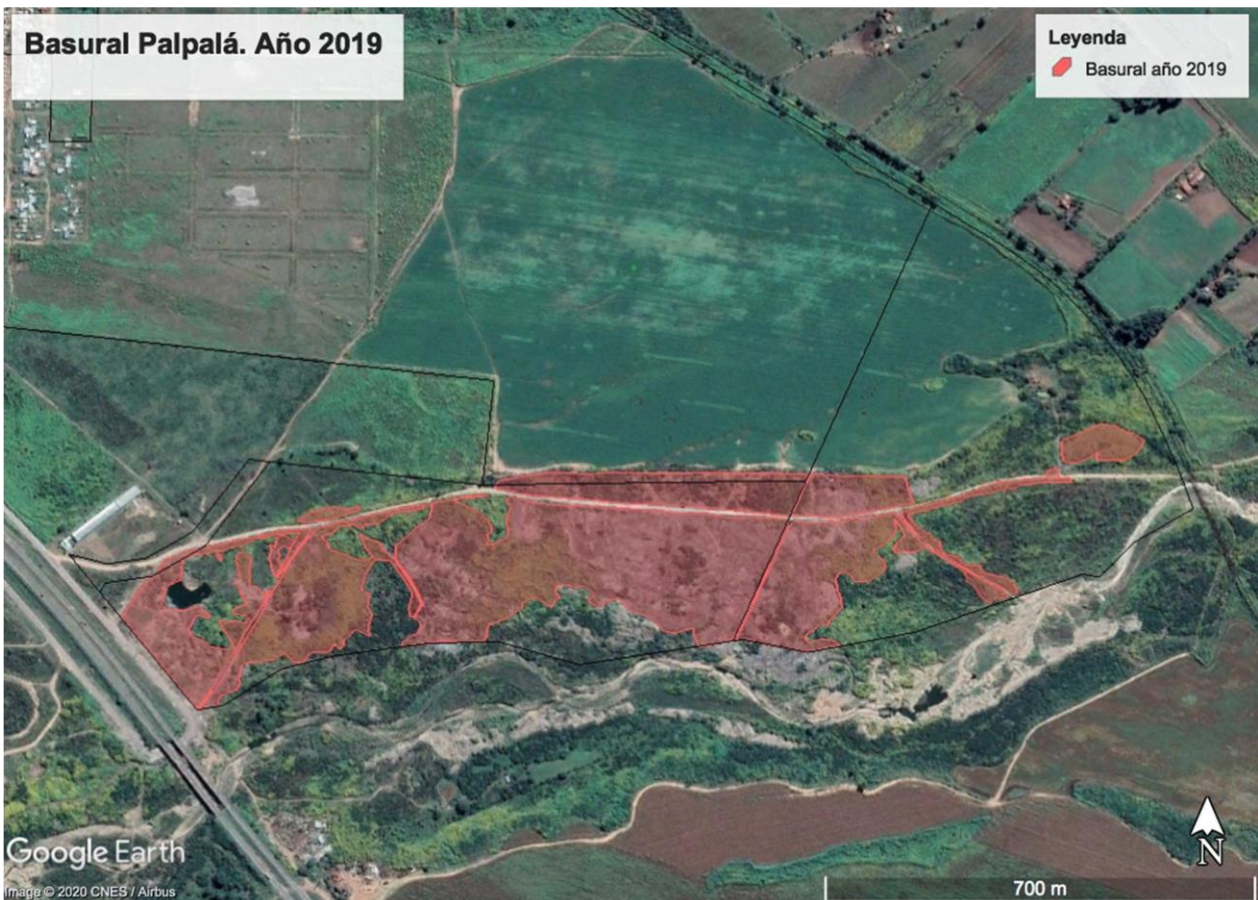 Basural Palpalá. Año 2019
Leyenda
Basural año 2019
N
Google Earth
Image © 2020 CNES / Airbus
700 m